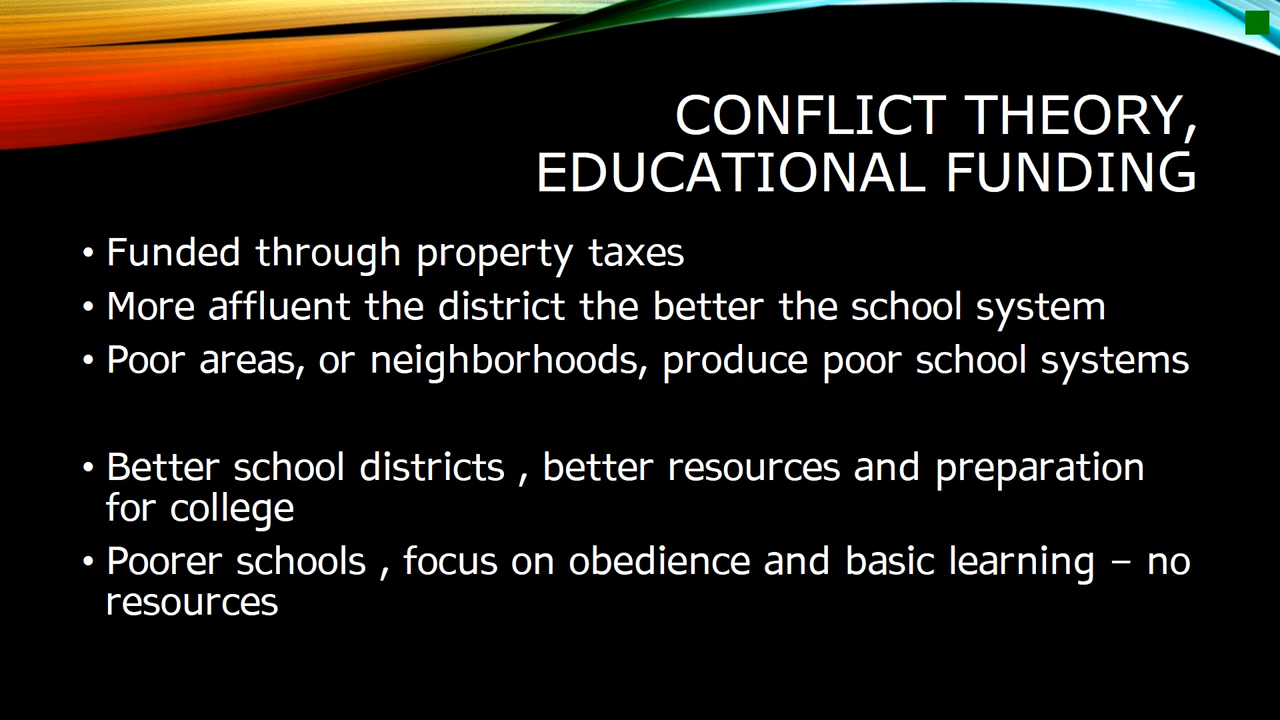 CONFLICT THEORY,
EDUCATIONAL FUNDING
• Funded through property taxes
• More affluent the district the better the school system
• Poor areas, or neighborhoods, produce poor school systems
• Better school districts , better resources and preparation
for college
• Poorer schools , focus on obedience and basic learning – no
resources